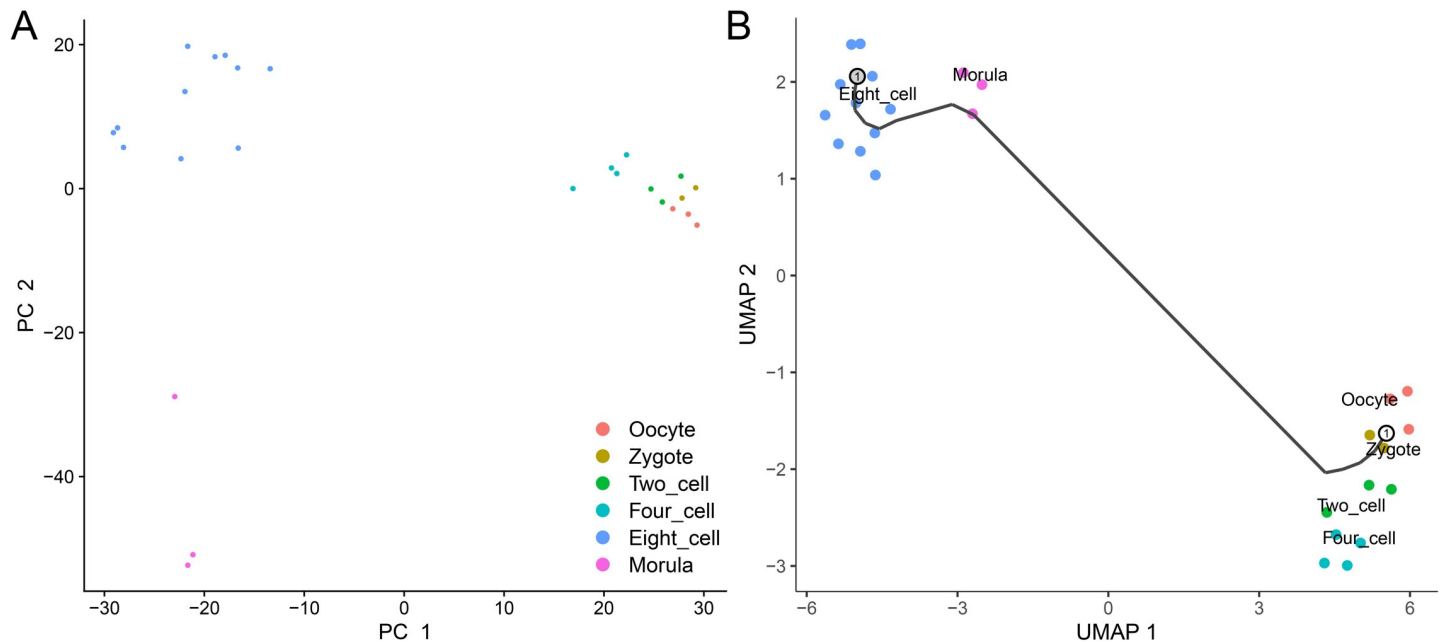 A
20
0
−20
−40
PC 2
−30
−20
−10
0
10
20
30
PC 1
Oocyte
Zygote
Two_cell
Four_cell
Eight_cell
Morula
B
2
1
0
−1
−2
−3
UMAP 2
−6
−3
0
3
6
UMAP 1
1
Morula
Eight_cell
Oocyte
1
Zygote
Two_cell
Four_cell